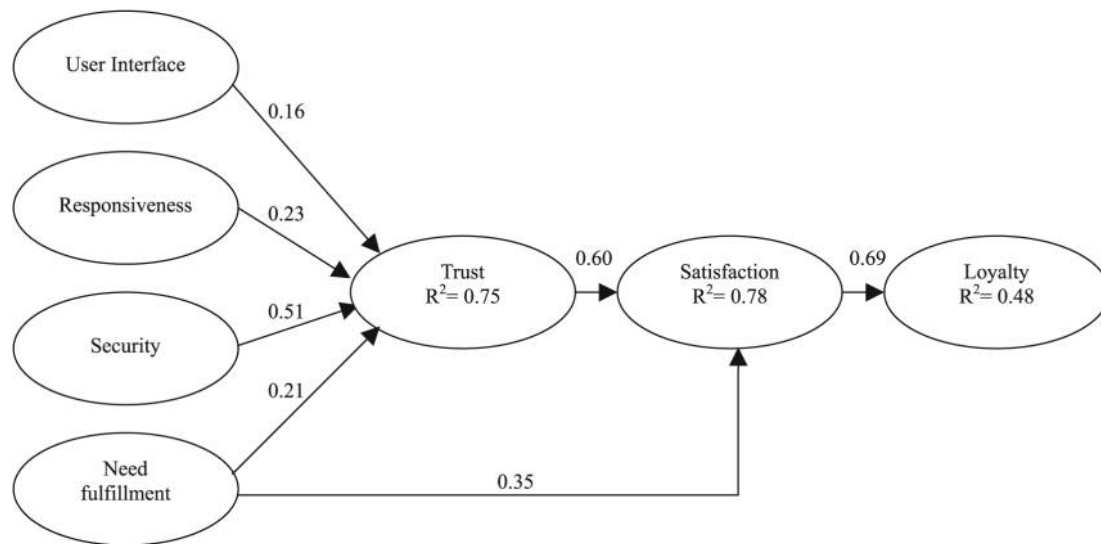 User Interface
0.16
Responsiveness
0.23
Trust
R²= 0.75
0.60
Satisfaction
R²= 0.78
0.69
Loyalty
R²= 0.48
0.51
Security
0.21
Need
fulfillment
0.35